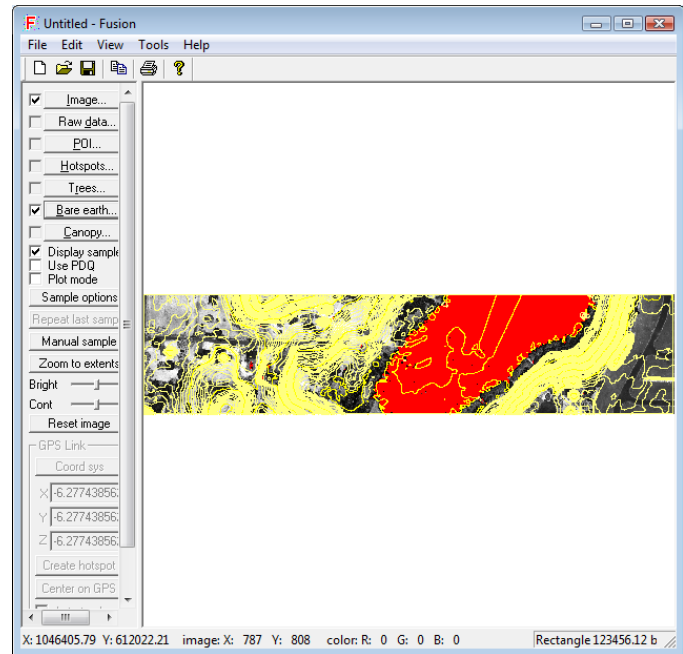 Untitled - Fusion
File Edit View Tools Help
Image...
Raw data...
POI...
Hotspots...
Trees...
Bare earth...
Canopy...
Display sample
Use PDQ
Plot mode
Sample options
Repeat last samp
Manual sample
Zoom to extents
Bright
Cont
Reset image
GPS Link
Coord sys
X -6.27743856
Y -6.27743856
Z -6.27743856
Create hotspot
Center on GPS
X: 1046405.79 Y: 612022.21 image: X: 787 Y: 808 color: R: 0 G: 0 B: 0 Rectangle 123456.12 b